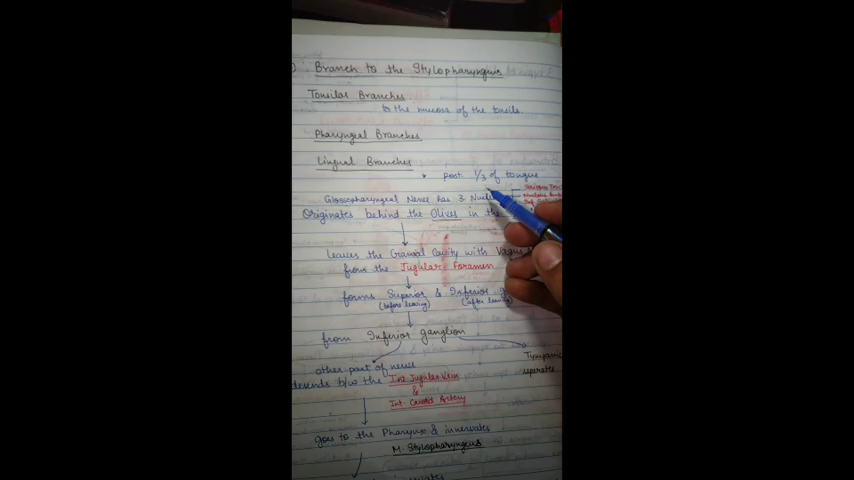 Branch to the Stylopharyngeus
Tonsilar Branches
to the mucosa of the tonsils.
Pharyngeal Branches
Lingual Branches
* post. 1/3 of tongue
Glossopharyngeal Nerve has 3 Nuclei
Originates behind the Olives in the
leaves the Cranial Cavity with Vagus
from the Jugular Foramen
forms Superior & Inferior
(before leaving) (after leaving)
from Inferior ganglion
other part of nerve
descends b/w the Int. Jugular Vein
&
Int. Carotid Artery
Tympanic
seperates
goes to the Pharynx & innervates
M. Stylopharyngeus